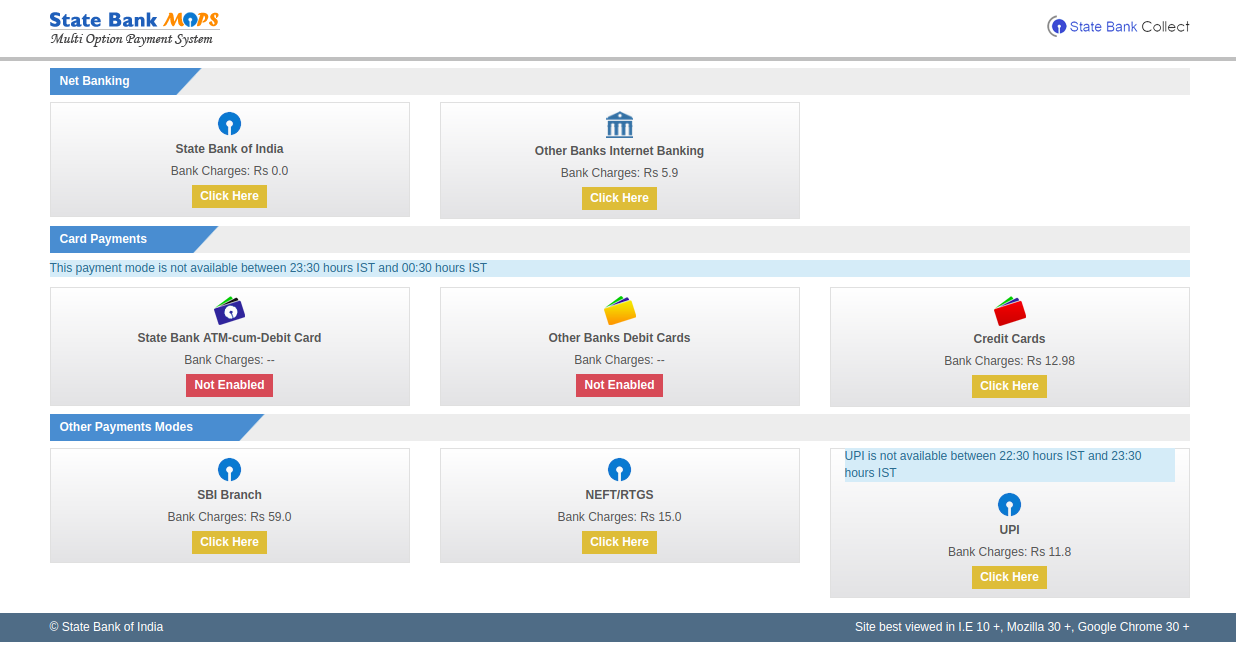 State Bank MOPS
Multi Option Payment System
State Bank Collect
Net Banking
State Bank of India
Bank Charges: Rs 0.0
Click Here
Other Banks Internet Banking
Bank Charges: Rs 5.9
Click Here
Card Payments
This payment mode is not available between 23:30 hours IST and 00:30 hours IST
State Bank ATM-cum-Debit Card
Bank Charges: --
Not Enabled
Other Banks Debit Cards
Bank Charges: --
Not Enabled
Credit Cards
Bank Charges: Rs 12.98
Click Here
Other Payments Modes
SBI Branch
Bank Charges: Rs 59.0
Click Here
NEFT/RTGS
Bank Charges: Rs 15.0
Click Here
UPI is not available between 22:30 hours IST and 23:30
hours IST
UPI
Bank Charges: Rs 11.8
Click Here
© State Bank of India
Site best viewed in I.E 10 +, Mozilla 30 +, Google Chrome 30 +